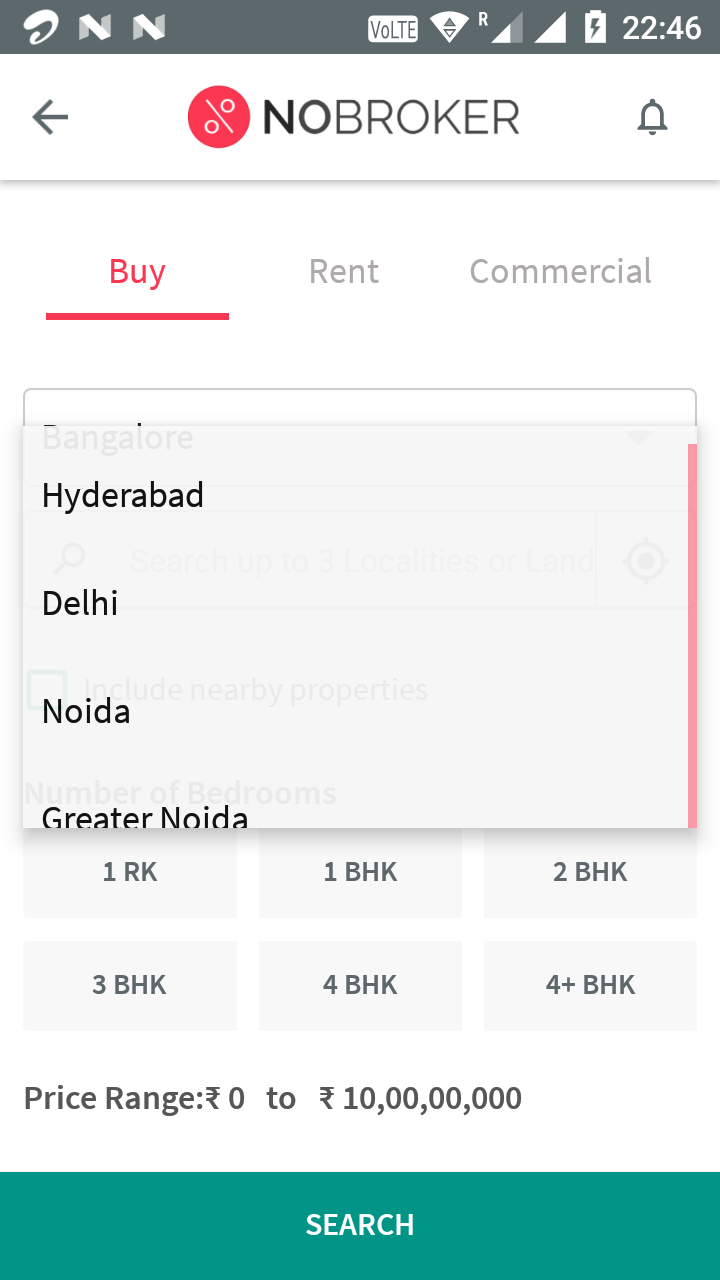 VoLTE R 22:46
NOBROKER
Buy Rent Commercial
Bangalore
Hyderabad
Search up to 3 Localities or Land
Delhi
Include nearby properties
Noida
Number of Bedrooms
Greater Noida
1 RK 1 BHK 2 BHK
3 BHK 4 BHK 4+ BHK
Price Range:₹ 0 to ₹ 10,00,00,000
SEARCH